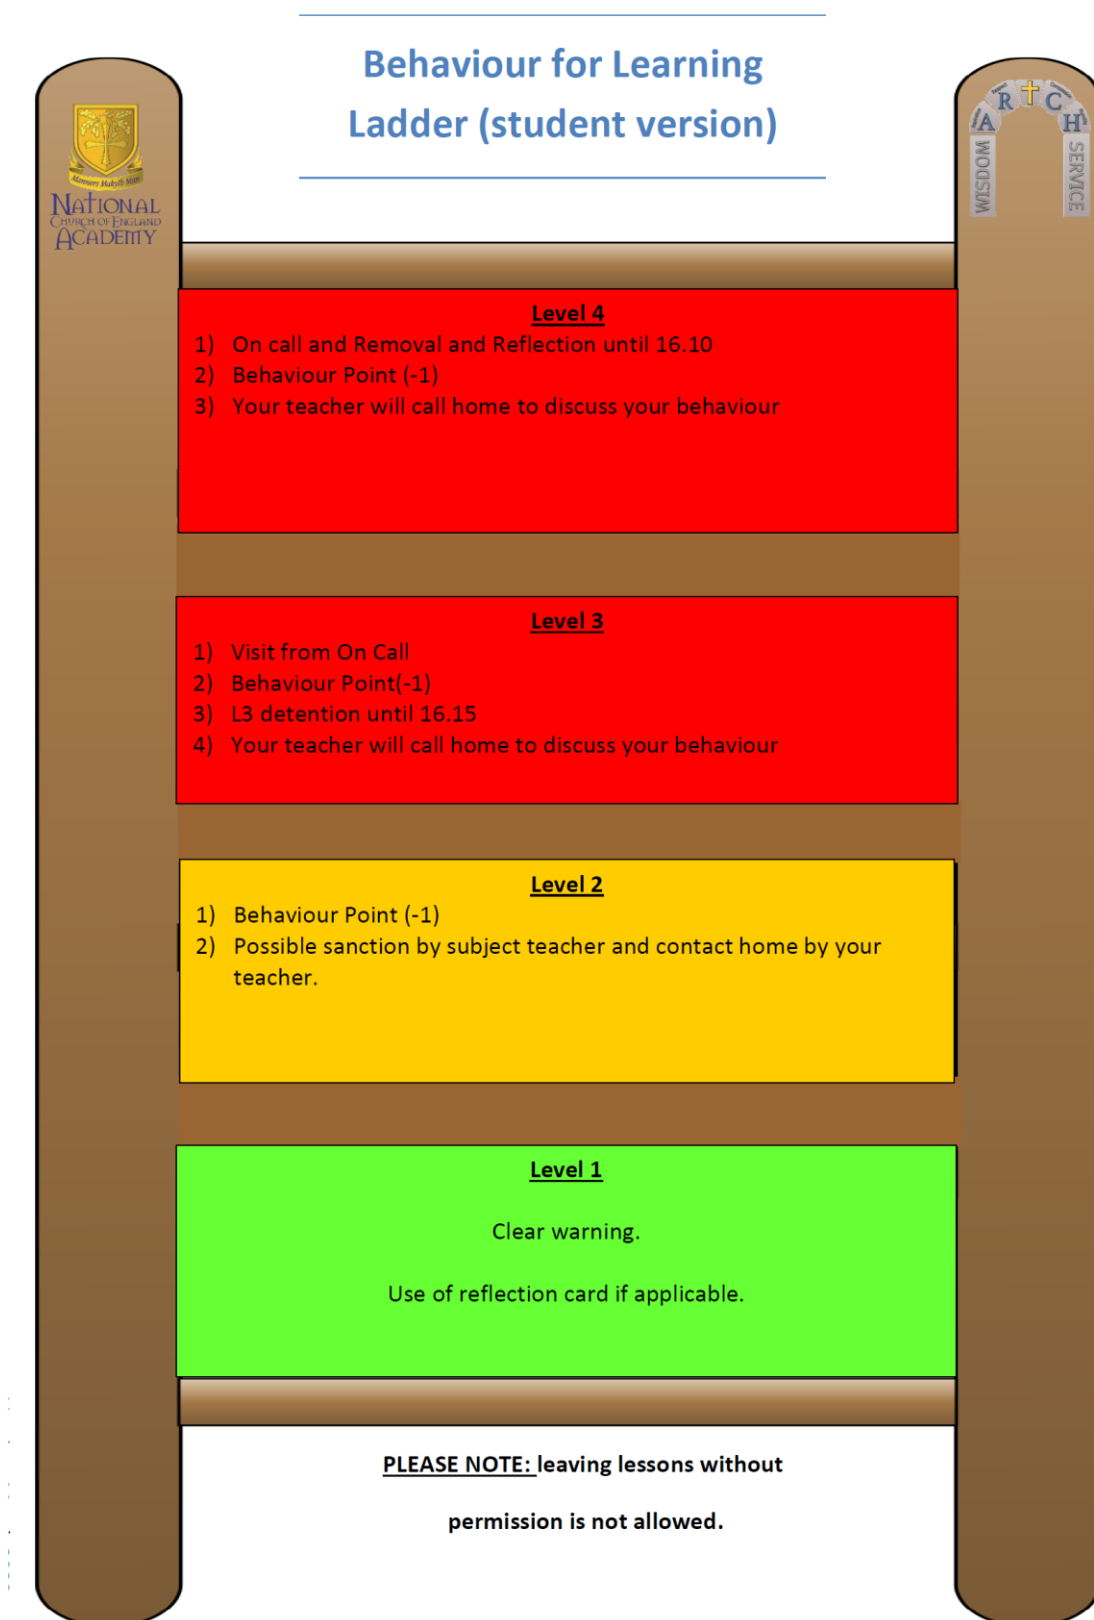 Behaviour for Learning
Ladder (student version)
Manners Makyth Man
NATIONAL
CHURCH OF ENGLAND
ACADEMY
A R C H
WISDOM
SERVICE
Level 4
1) On call and Removal and Reflection until 16.10
2) Behaviour Point (-1)
3) Your teacher will call home to discuss your behaviour
Level 3
1) Visit from On Call
2) Behaviour Point(-1)
3) L3 detention until 16.15
4) Your teacher will call home to discuss your behaviour
Level 2
1) Behaviour Point (-1)
2) Possible sanction by subject teacher and contact home by your
teacher.
Level 1
Clear warning.
Use of reflection card if applicable.
PLEASE NOTE: leaving lessons without
permission is not allowed.